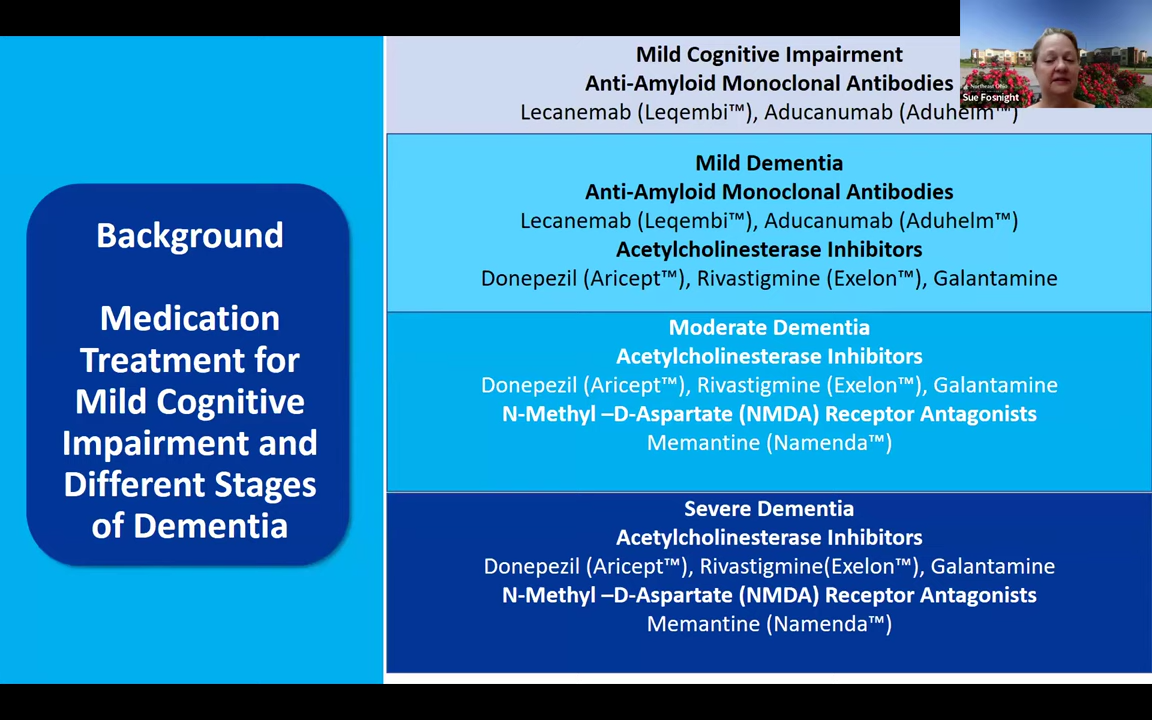 Background
Medication
Treatment for
Mild Cognitive
Impairment and
Different Stages
of Dementia
Mild Cognitive Impairment
Anti-Amyloid Monoclonal Antibodies
Lecanemab (Leqembi™), Aducanumab (Aduhelm™)
Mild Dementia
Anti-Amyloid Monoclonal Antibodies
Lecanemab (Leqembi™), Aducanumab (Aduhelm™)
Acetylcholinesterase Inhibitors
Donepezil (Aricept™), Rivastigmine (Exelon™), Galantamine
Moderate Dementia
Acetylcholinesterase Inhibitors
Donepezil (Aricept™), Rivastigmine (Exelon™), Galantamine
N-Methyl –D-Aspartate (NMDA) Receptor Antagonists
Memantine (Namenda™)
Severe Dementia
Acetylcholinesterase Inhibitors
Donepezil (Aricept™), Rivastigmine(Exelon™), Galantamine
N-Methyl –D-Aspartate (NMDA) Receptor Antagonists
Memantine (Namenda™)
Northeast Ohio
Sue Fosnight